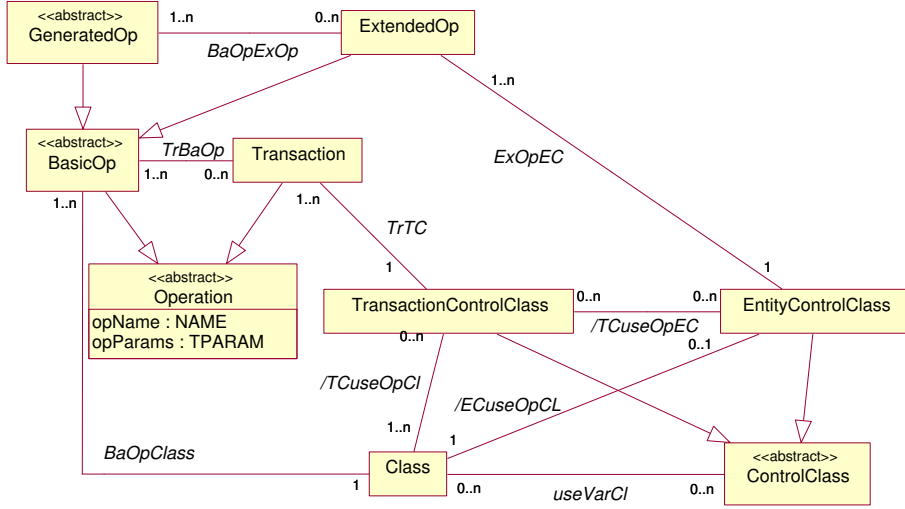 <<abstract>>
GeneratedOp
1..n
0..n
BaOpExOp
ExtendedOp
1..n
<<abstract>>
BasicOp
TrBaOp
1..n
0..n
Transaction
ExOpEC
1..n
1..n
TrTC
1
1
<<abstract>>
Operation
opName : NAME
opParams : TPARAM
TransactionControlClass
0..n
0..n
/TCuseOpEC
EntityControlClass
0..n
0..1
/TCuseOpCl
/ECuseOpCL
1..n
1
BaOpClass
1
Class
0..n
useVarCl
0..n
<<abstract>>
ControlClass